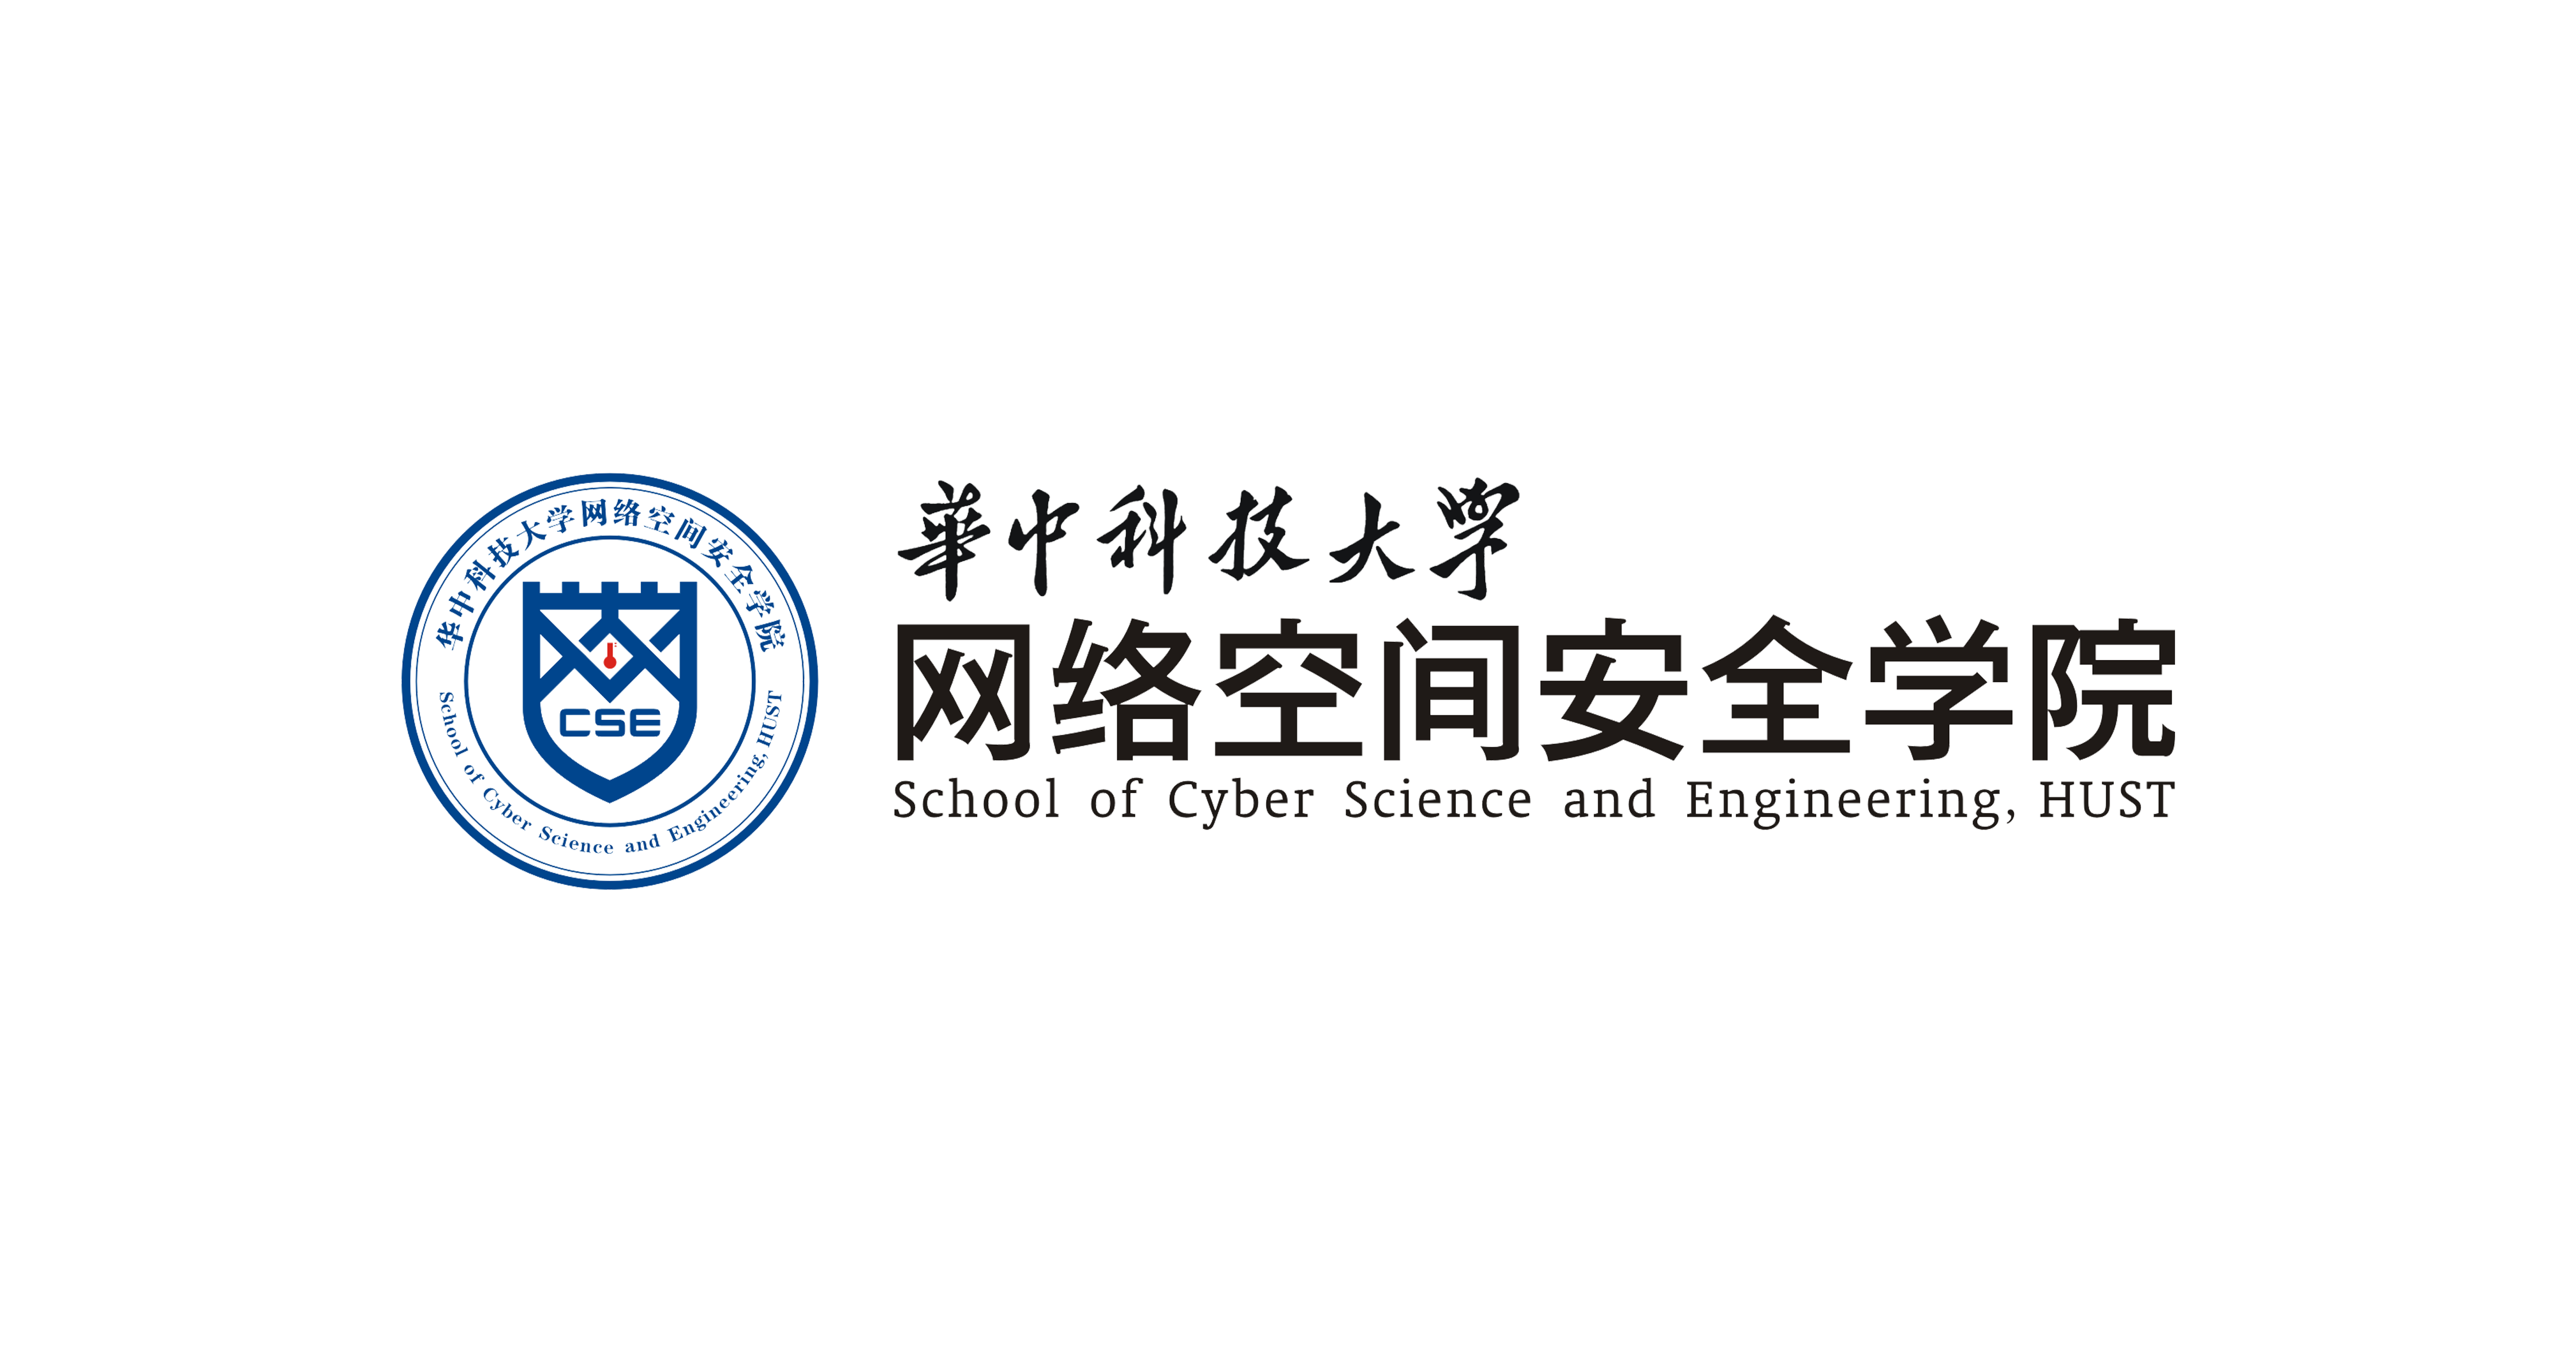 华中科技大学网络空间安全学院
CSE
School of Cyber Science and Engineering, HUST
華中科技大學
网络空间安全学院
School of Cyber Science and Engineering, HUST